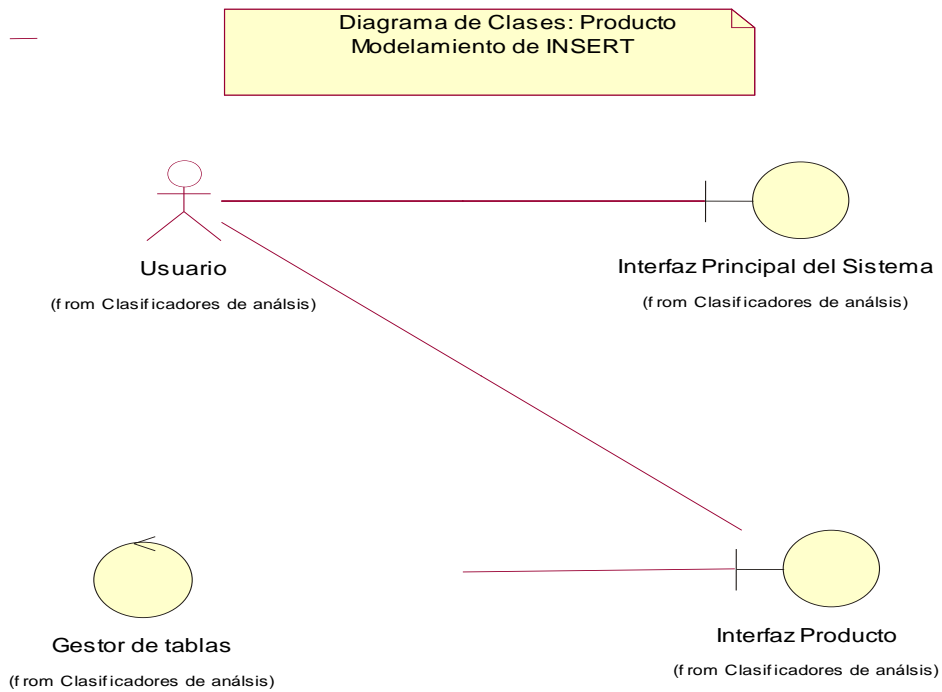 Diagrama de Clases: Producto
Modelamiento de INSERT
Usuario
(from Clasificadores de análsis)
Interfaz Principal del Sistema
(from Clasificadores de análsis)
Gestor de tablas
(from Clasificadores de análsis)
Interfaz Producto
(from Clasificadores de análsis)